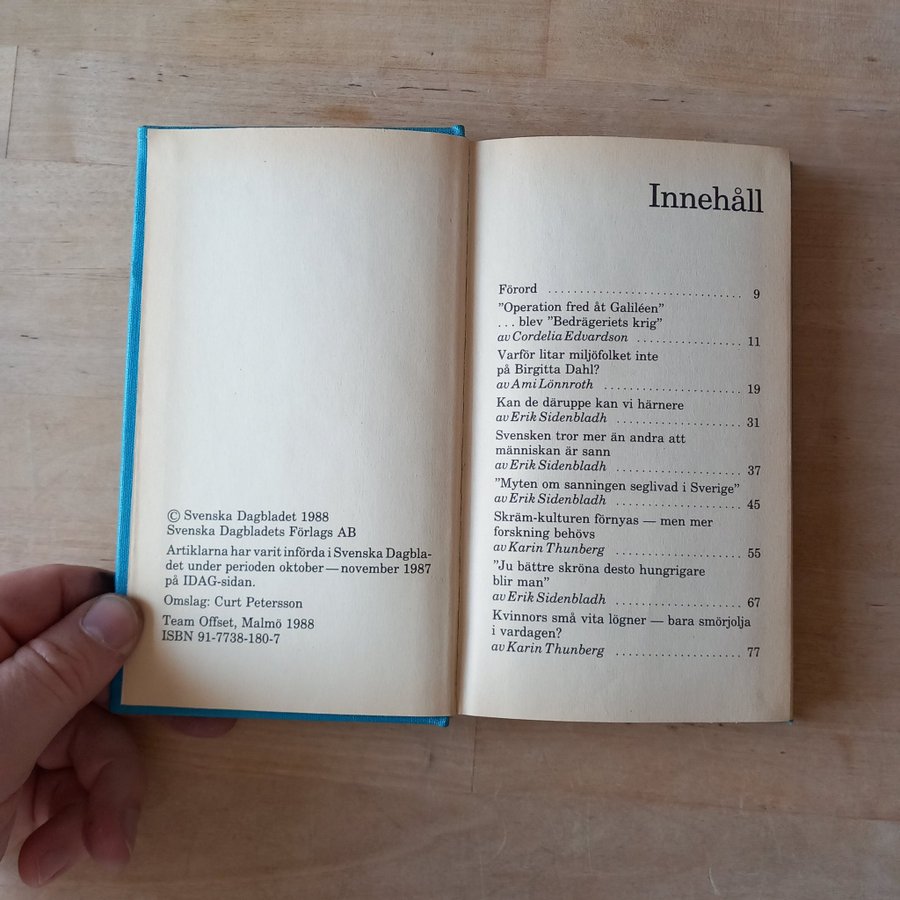 © Svenska Dagbladet 1988
Svenska Dagbladets Förlags AB
Artiklarna har varit införda i Svenska Dagbla-
det under perioden oktober — november 1987
på IDAG-sidan.
Omslag: Curt Petersson
Team Offset, Malmö 1988
ISBN 91-7738-180-7
Innehåll
Förord .............................. 9
"Operation fred åt Galiléen"
... blev "Bedrägeriets krig"
av Cordelia Edvardson ................ 11
Varför litar miljöfolket inte
på Birgitta Dahl?
av Ami Lönnroth ..................... 19
Kan de däruppe kan vi härnere
av Erik Sidenbladh ................... 31
Svensken tror mer än andra att
människan är sann
av Erik Sidenbladh ................... 37
"Myten om sanningen seglivad i Sverige"
av Erik Sidenbladh ................... 45
Skräm-kulturen förnyas — men mer
forskning behövs
av Karin Thunberg ................... 55
"Ju bättre skröna desto hungrigare
blir man"
av Erik Sidenbladh ................... 67
Kvinnors små vita lögner — bara smörjolja
i vardagen?
av Karin Thunberg ................... 77